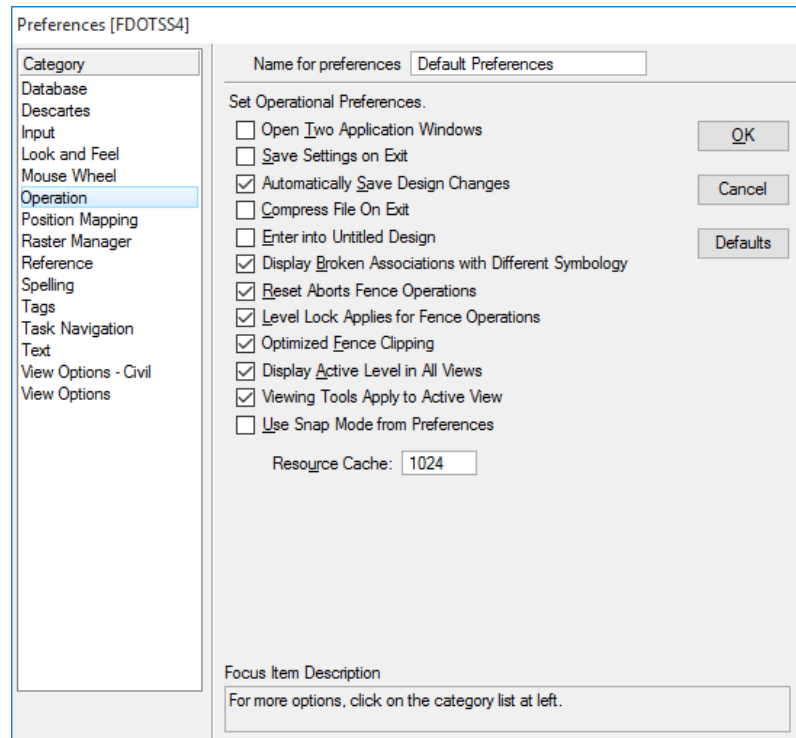 Preferences [FDOTSS4]
Category
Database
Descartes
Input
Look and Feel
Mouse Wheel
Operation
Position Mapping
Raster Manager
Reference
Spelling
Tags
Task Navigation
Text
View Options - Civil
View Options
Name for preferences Default Preferences
Set Operational Preferences.
Open Two Application Windows
Save Settings on Exit
Automatically Save Design Changes
Compress File On Exit
Enter into Untitled Design
Display Broken Associations with Different Symbology
Reset Aborts Fence Operations
Level Lock Applies for Fence Operations
Optimized Fence Clipping
Display Active Level in All Views
Viewing Tools Apply to Active View
Use Snap Mode from Preferences
Resource Cache: 1024
OK
Cancel
Defaults
Focus Item Description
For more options, click on the category list at left.